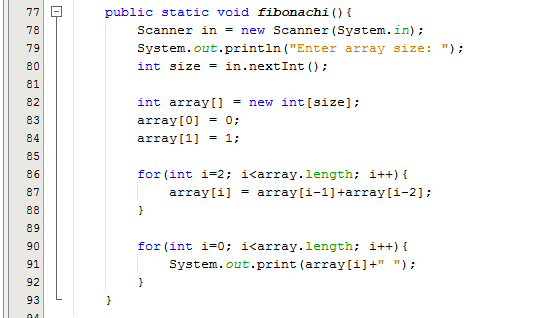 77 public static void fibonachi(){
78 Scanner in = new Scanner(System.in);
79 System.out.println("Enter array size: ");
80 int size = in.nextInt();
81
82 int array[] = new int[size];
83 array[0] = 0;
84 array[1] = 1;
85
86 for(int i=2; i<array.length; i++){
87 array[i] = array[i-1]+array[i-2];
88 }
89
90 for(int i=0; i<array.length; i++){
91 System.out.print(array[i]+" ");
92 }
93 }
94